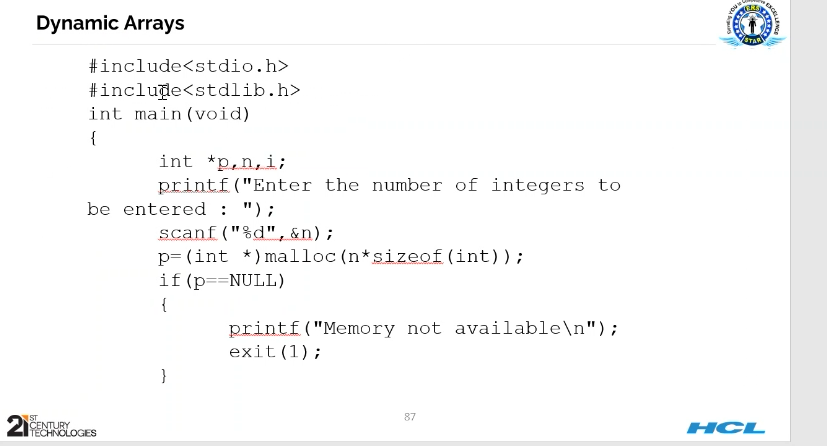 Dynamic Arrays
#include<stdio.h>
#include<stdlib.h>
int main(void)
{
int *p,n,i;
printf("Enter the number of integers to
be entered : ");
scanf("%d",&n);
p=(int *)malloc(n*sizeof(int));
if(p==NULL)
{
printf("Memory not available\n");
exit(1);
}
21ST
CENTURY
TECHNOLOGIES
87
HCL